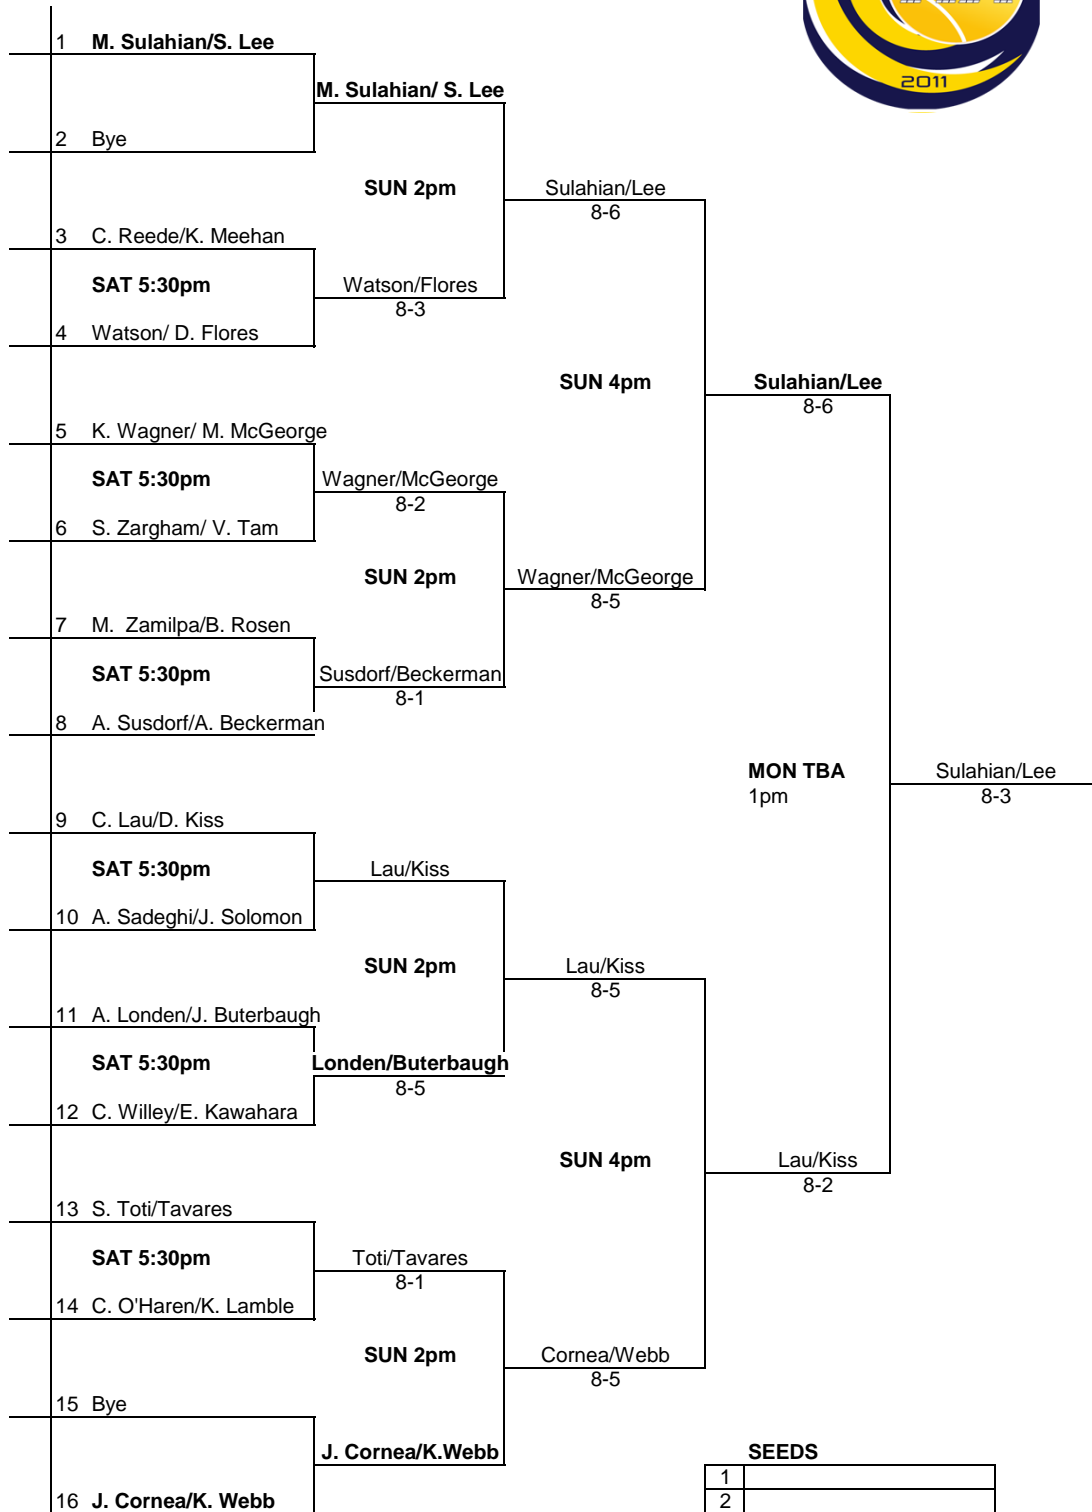 2011
1 M. Sulahian/S. Lee
M. Sulahian/ S. Lee
2 Bye
SUN 2pm
Sulahian/Lee
8-6
3 C. Reede/K. Meehan
SAT 5:30pm
Watson/Flores
8-3
4 Watson/ D. Flores
SUN 4pm
Sulahian/Lee
8-6
5 K. Wagner/ M. McGeorge
SAT 5:30pm
Wagner/McGeorge
8-2
6 S. Zargham/ V. Tam
SUN 2pm
Wagner/McGeorge
8-5
7 M. Zamilpa/B. Rosen
SAT 5:30pm
Susdorf/Beckerman
8-1
8 A. Susdorf/A. Beckerman
MON TBA
1pm
Sulahian/Lee
8-3
9 C. Lau/D. Kiss
SAT 5:30pm
Lau/Kiss
10 A. Sadeghi/J. Solomon
SUN 2pm
Lau/Kiss
8-5
11 A. Londen/J. Buterbaugh
SAT 5:30pm
Londen/Buterbaugh
8-5
12 C. Willey/E. Kawahara
SUN 4pm
Lau/Kiss
8-2
13 S. Toti/Tavares
SAT 5:30pm
Toti/Tavares
8-1
14 C. O'Haren/K. Lamble
SUN 2pm
Cornea/Webb
8-5
15 Bye
J. Cornea/K.Webb
16 J. Cornea/K. Webb
SEEDS
1
2